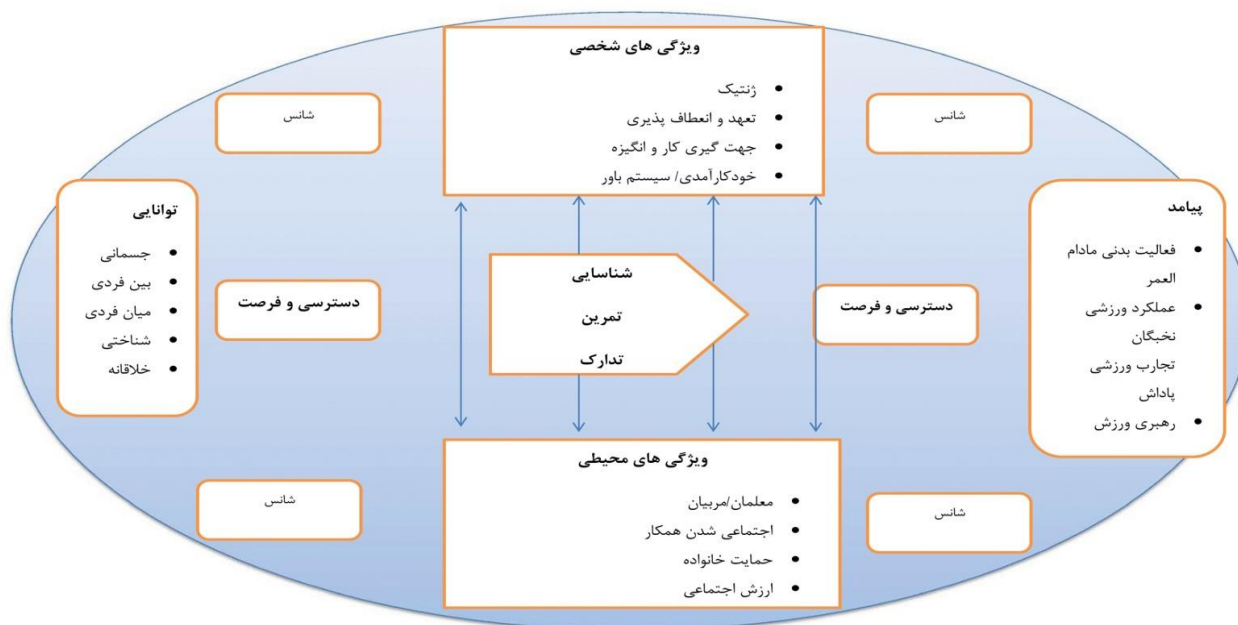 ویژگی های شخصی
ژنتیک
تعهد و انعطاف پذیری
جهت گیری کار و انگیزه
خودکارآمدی/ سیستم باور
شانس
شانس
پیامد
فعالیت بدنی مادام
العمر
عملکرد ورزشی
نخبگان
تجارب ورزشی
پاداش
رهبری ورزش
دسترسی و فرصت
شناسایی
تمرین
تدارک
دسترسی و فرصت
توانایی
جسمانی
بین فردی
میان فردی
شناختی
خلاقانه
ویژگی های محیطی
معلمان/مربیان
اجتماعی شدن همکار
حمایت خانواده
ارزش اجتماعی
شانس
شانس